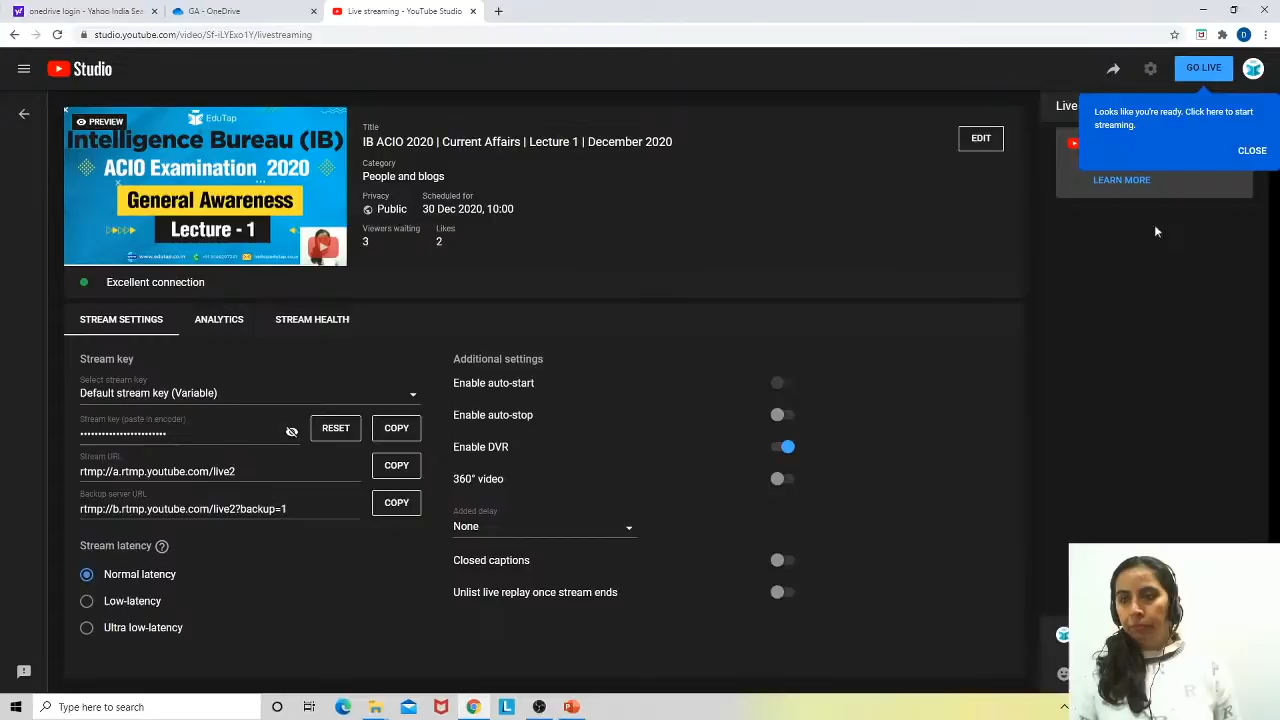 onedrive login - Yahoo India Sea
GA - OneDrive
Live streaming - YouTube Studio
studio.youtube.com/video/Sf-iLYExo1Y/livestreaming
D
Studio
GO LIVE
Looks like you're ready. Click here to start
streaming.
CLOSE
Live
LEARN MORE
PREVIEW
EduTap
Intelligence Bureau (IB)
ACIO Examination 2020
General Awareness
Lecture - 1
www.edutap.co.in
Title
IB ACIO 2020 | Current Affairs | Lecture 1 | December 2020
EDIT
Category
People and blogs
Privacy
Scheduled for
Public
30 Dec 2020, 10:00
Viewers waiting
Likes
3
2
Excellent connection
STREAM SETTINGS
ANALYTICS
STREAM HEALTH
Stream key
Select stream key
Default stream key (Variable)
Stream key (paste in encoder)
••••••••••••••••••••••••
RESET
COPY
Stream URL
rtmp://a.rtmp.youtube.com/live2
COPY
Backup server URL
rtmp://b.rtmp.youtube.com/live2?backup=1
COPY
Stream latency
Normal latency
Low-latency
Ultra low-latency
Additional settings
Enable auto-start
Enable auto-stop
Enable DVR
360° video
Added delay
None
Closed captions
Unlist live replay once stream ends
Type here to search